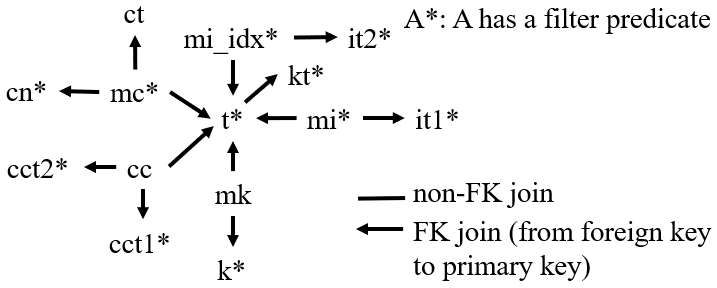 ct
mi_idx* it2* A*: A has a filter predicate
kt*
cn* mc*
t* mi* it1*
cct2* cc
mk non-FK join
cct1* FK join (from foreign key
k* to primary key)